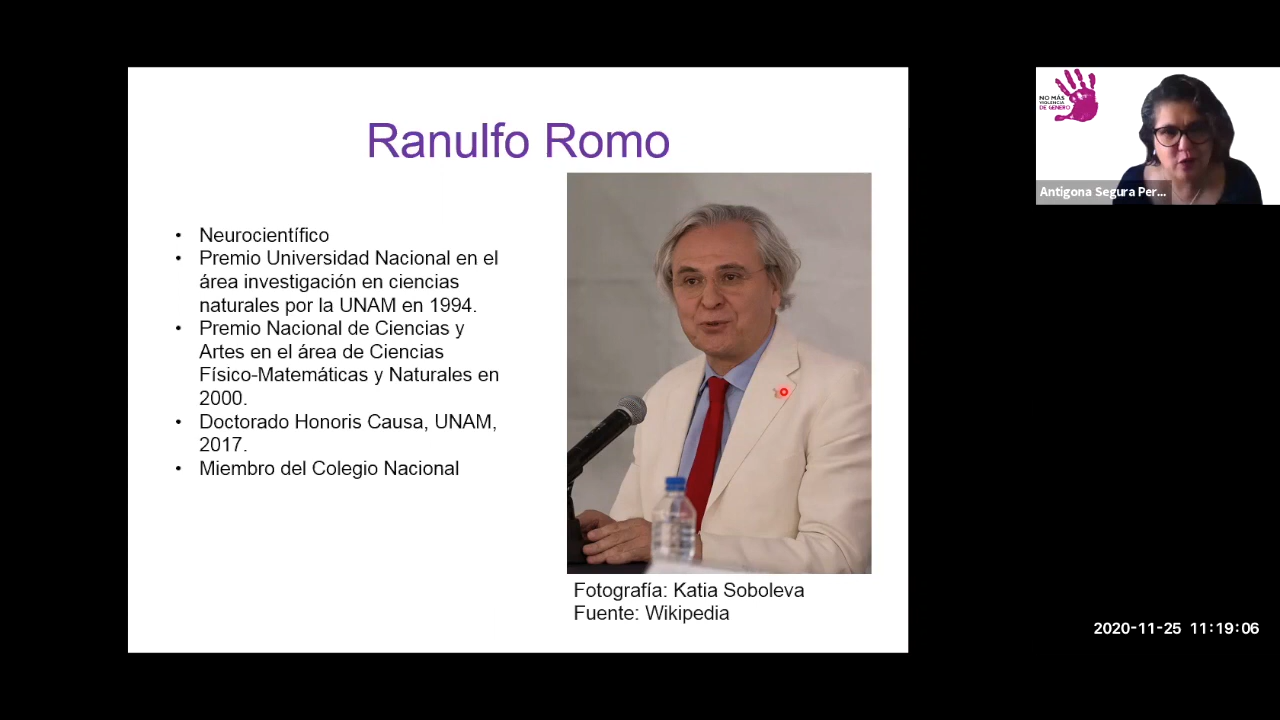 Ranulfo Romo
• Neurocientífico
• Premio Universidad Nacional en el
área investigación en ciencias
naturales por la UNAM en 1994.
• Premio Nacional de Ciencias y
Artes en el área de Ciencias
Físico-Matemáticas y Naturales en
2000.
• Doctorado Honoris Causa, UNAM,
2017.
• Miembro del Colegio Nacional
Fotografía: Katia Soboleva
Fuente: Wikipedia
NO MÁS
VIOLENCIA
DE GÉNERO
Antígona Segura Per...
2020-11-25 11:19:06